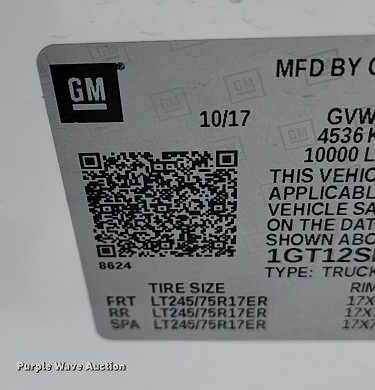 GM
MFD BY
10/17
GVW
4536 K
10000 L
THIS VEHIC
APPLICABL
VEHICLE SA
ON THE DAT
SHOWN ABO
8624
1GT12S
TYPE: TRUCK
TIRE SIZE
RIM
FRT LT245/75R17ER 17X
RR LT245/75R17ER 17X
SPA LT245/75R17ER 17X7
Purple Wave Auction